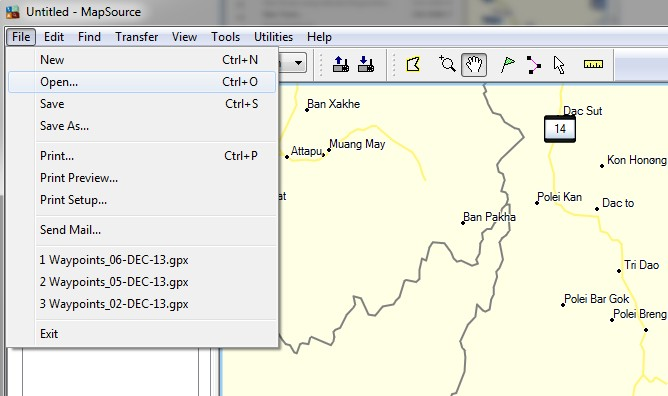 Untitled - MapSource
File Edit Find Transfer View Tools Utilities Help
New Ctrl+N
Open... Ctrl+O
Save Ctrl+S
Save As...
Print... Ctrl+P
Print Preview...
Print Setup...
Send Mail...
1 Waypoints_06-DEC-13.gpx
2 Waypoints_05-DEC-13.gpx
3 Waypoints_02-DEC-13.gpx
Exit
Ban Xakhe
Dac Sut
14
Attapu
Muang May
Kon Honong
at
Polei Kan
Dac to
Ban Pakha
Tri Dao
Polei Bar Gok
Polei Breng